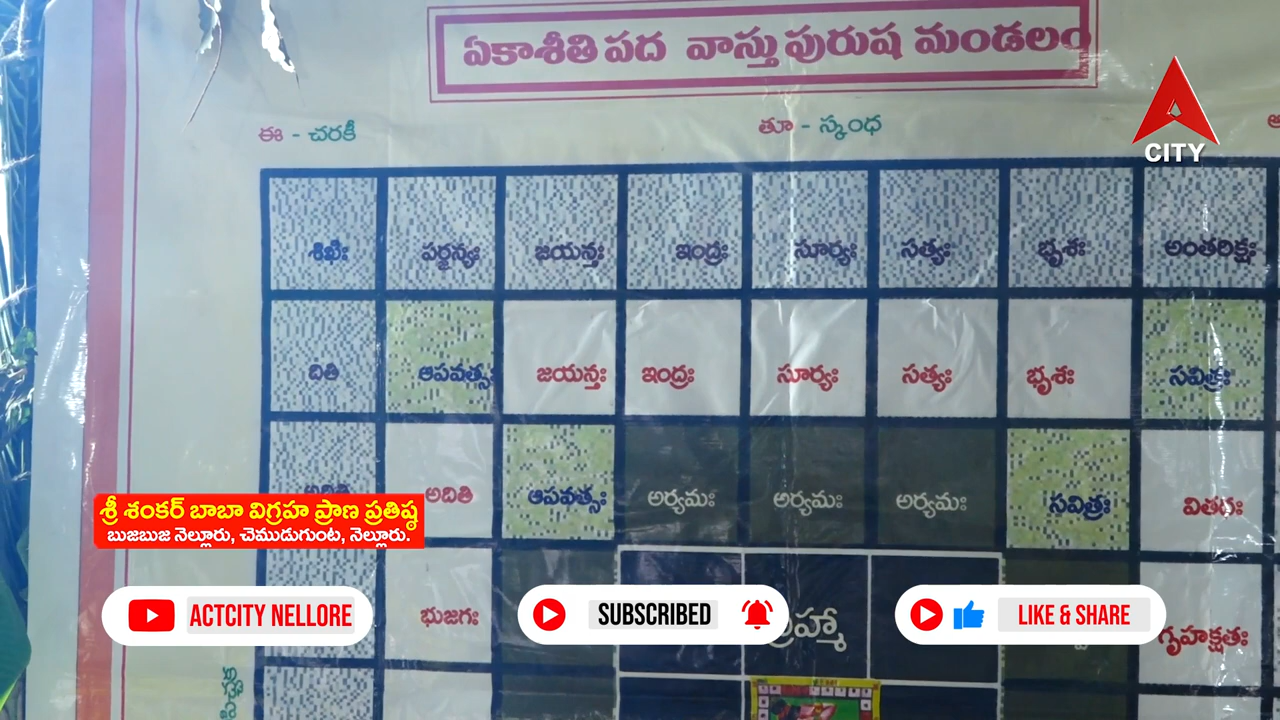 ఏకాశీతి పద వాస్తు పురుష మండలం
ఈ - చరకీ తూ - స్కంధ
CITY
శిఖిః పర్జన్యః జయన్తః ఇంద్రః సూర్యః సత్యః భృశః అంతరిక్షః
దితి ఆపవత్సః జయన్తః ఇంద్రః సూర్యః సత్యః భృశః సవిత్రః
అదితి ఆపవత్సః అర్యమః అర్యమః అర్యమః సవిత్రః వితథః
శ్రీ శంకర్ బాబా విగ్రహ ప్రాణ ప్రతిష్ఠ
బుజబుజ నెల్లూరు, చెముడుగుంట, నెల్లూరు.
భుజగః బ్రహ్మా గృహక్షతః
ACTCITY NELLORE SUBSCRIBED LIKE & SHARE